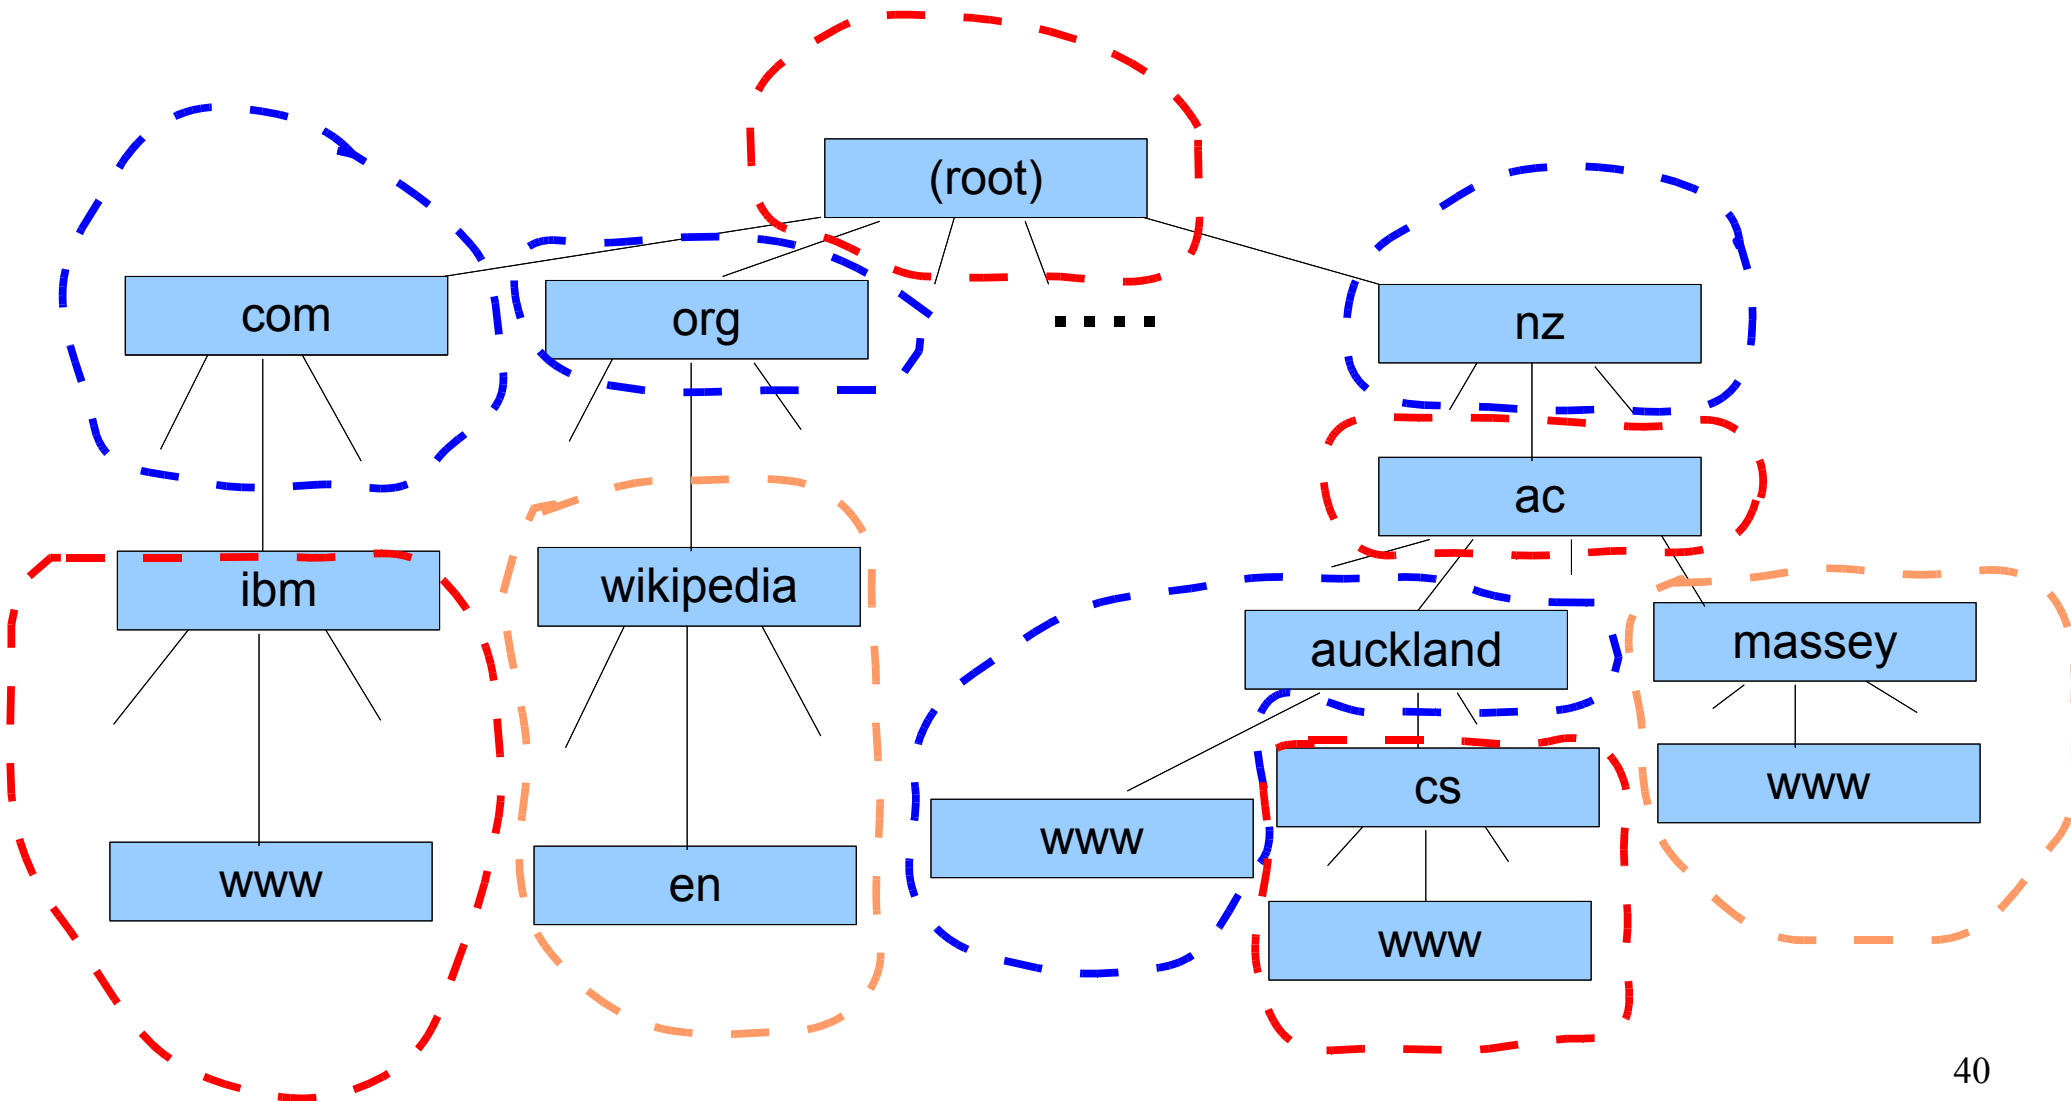 (root)
com
org
....
nz
ac
ibm
wikipedia
auckland
massey
cs
www
www
www
en
www
40